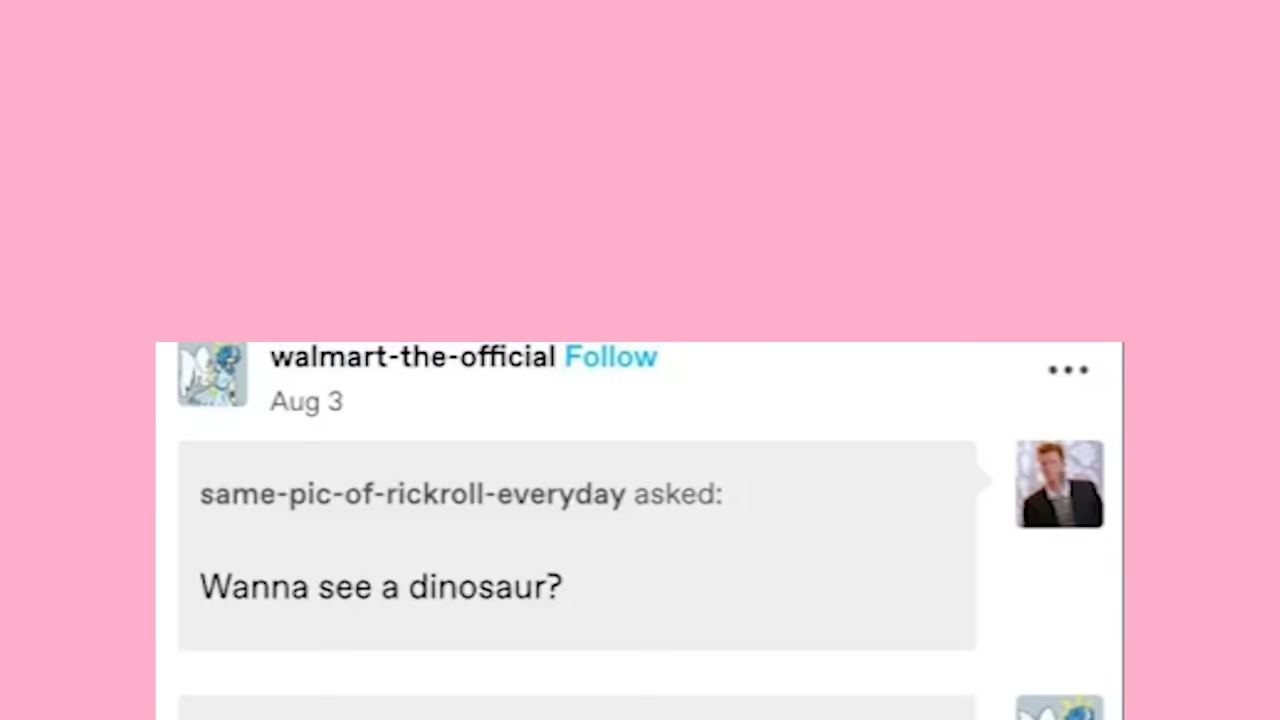 walmart-the-official Follow
Aug 3
same-pic-of-rickroll-everyday asked:
Wanna see a dinosaur?